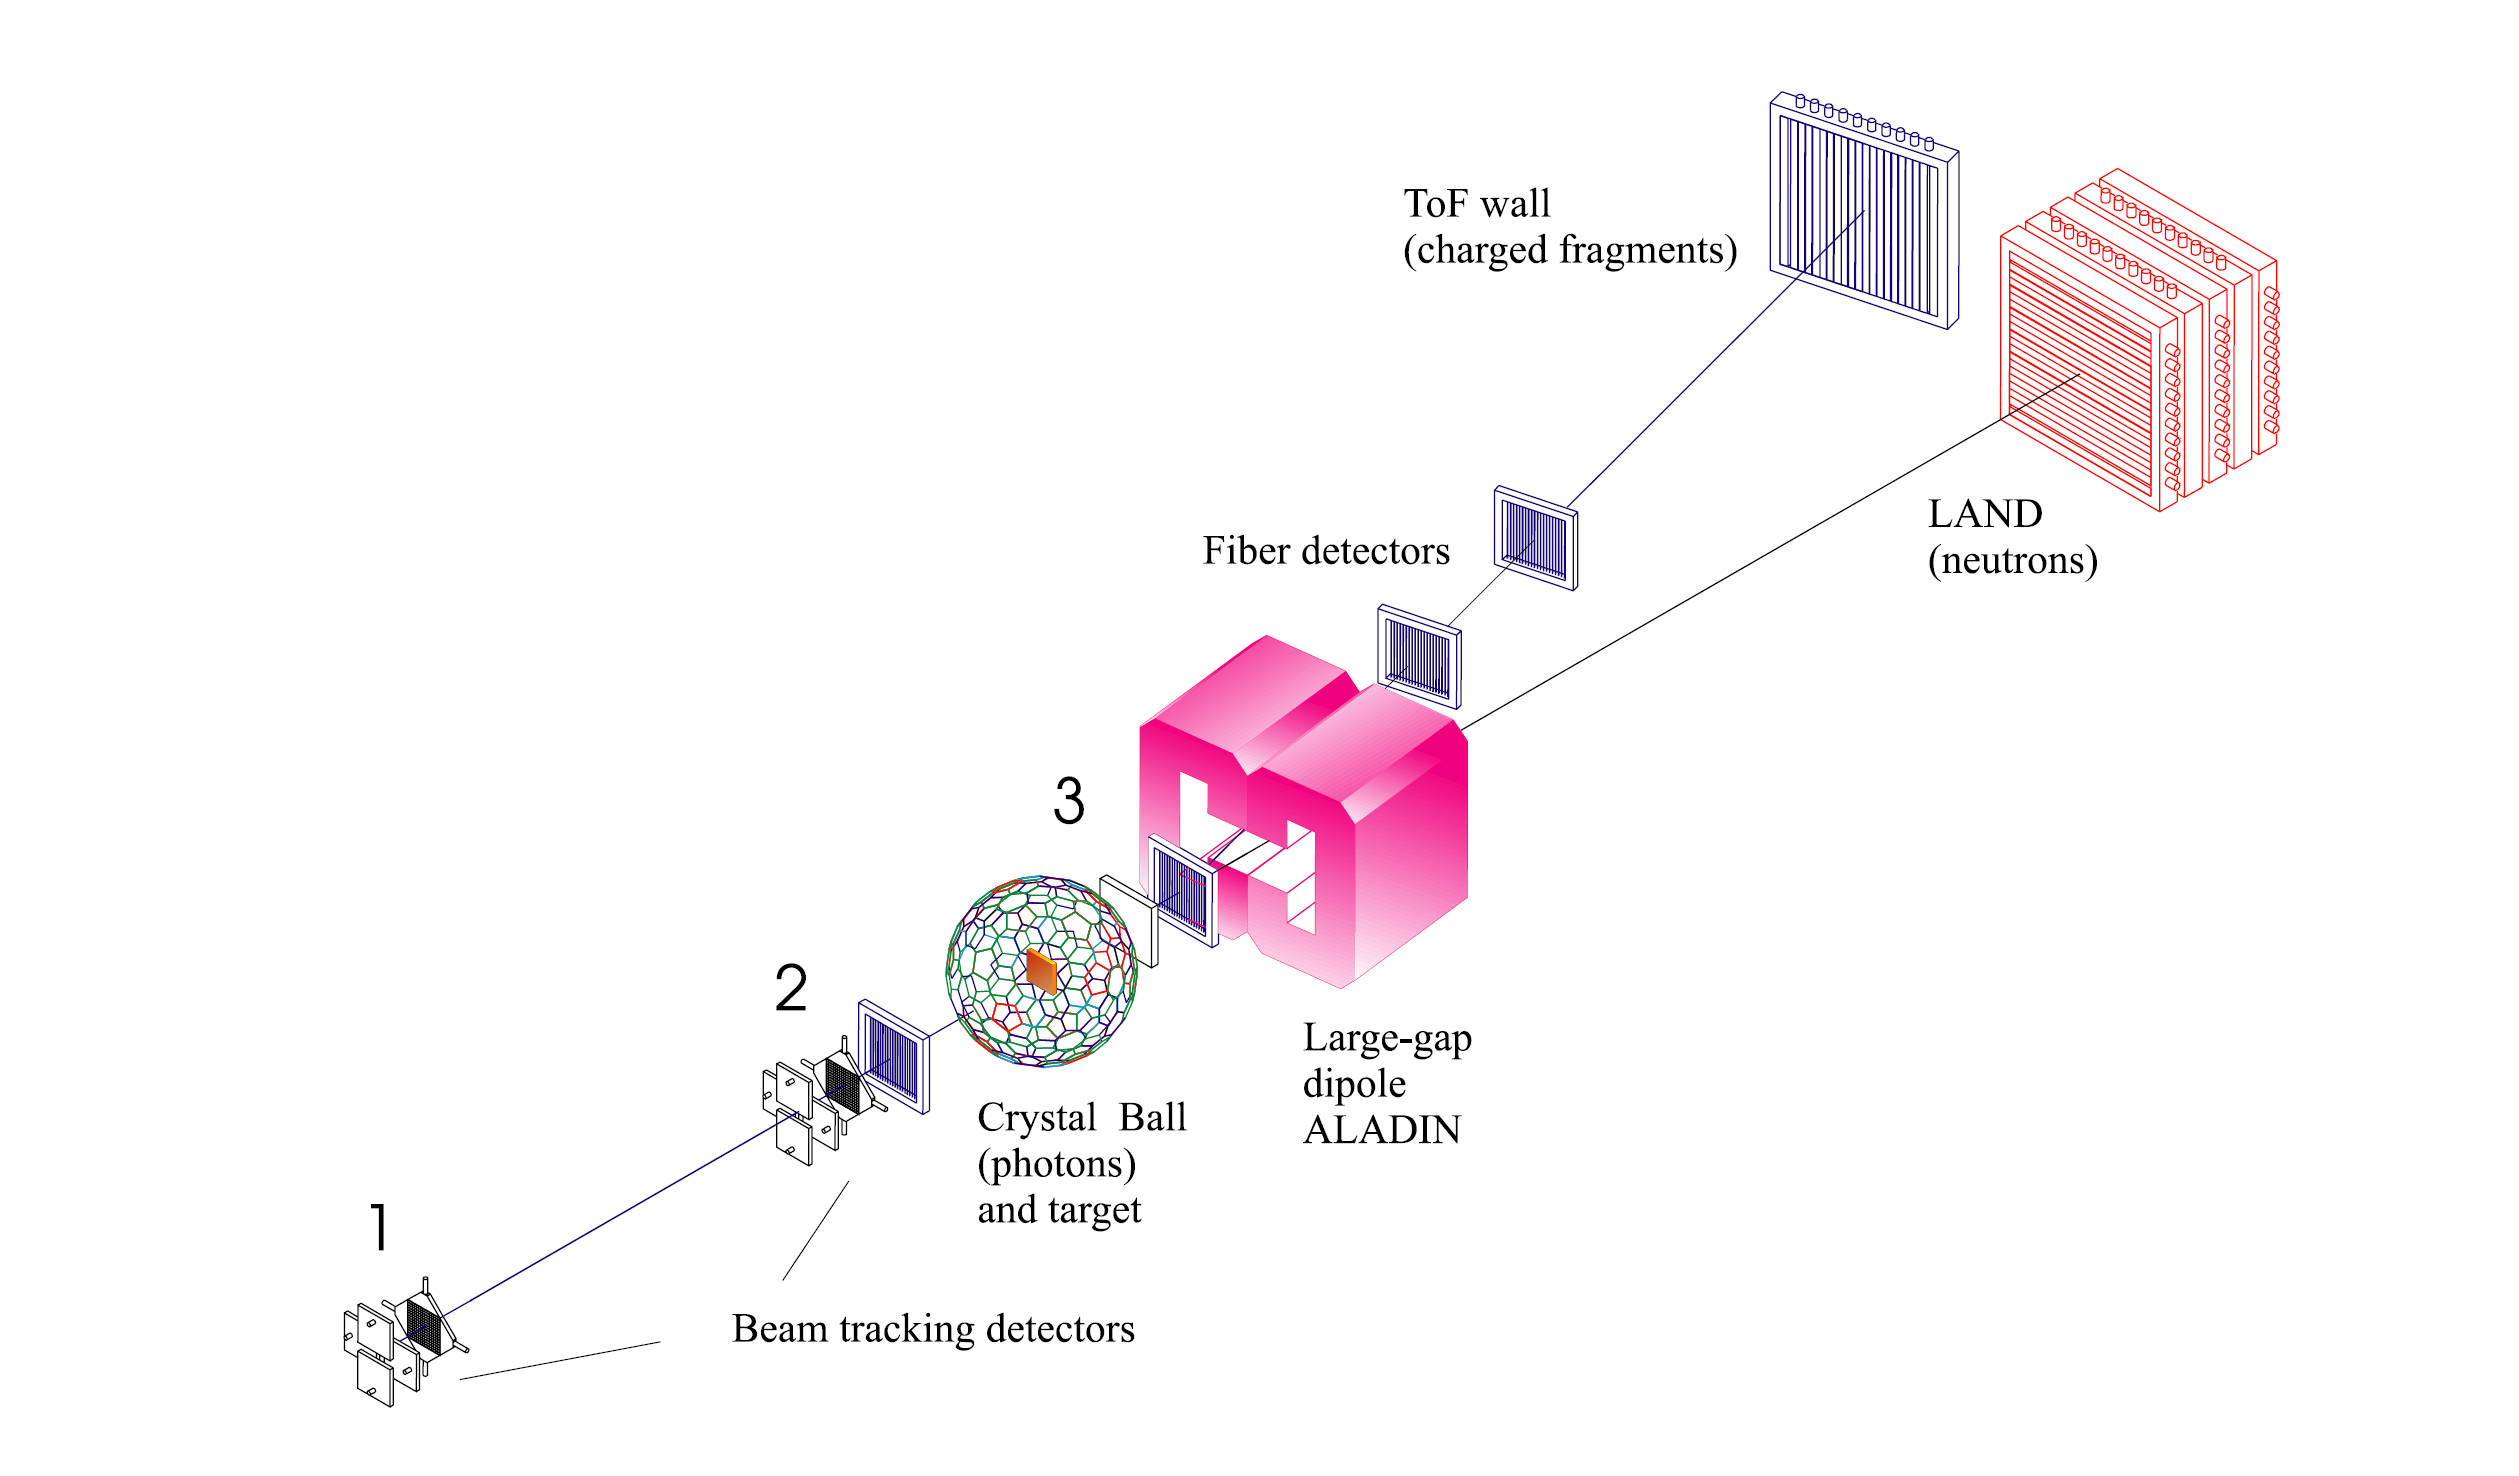 ToF wall
(charged fragments)
LAND
(neutrons)
Fiber detectors
3
2
Large-gap
dipole
ALADIN
Crystal Ball
(photons)
and target
1
Beam tracking detectors